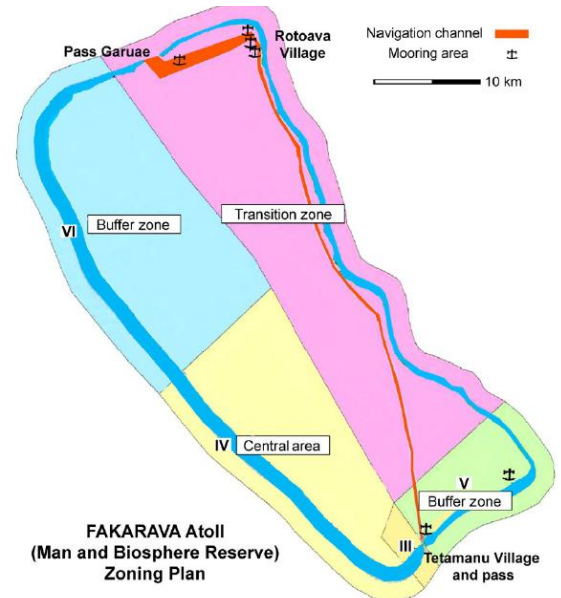 Pass Garuae
Rotoava
Village
Navigation channel
Mooring area
10 km
VI
Buffer zone
Transition zone
IV
Central area
V
Buffer zone
III
Tetamanu Village
and pass
FAKARAVA Atoll
(Man and Biosphere Reserve)
Zoning Plan